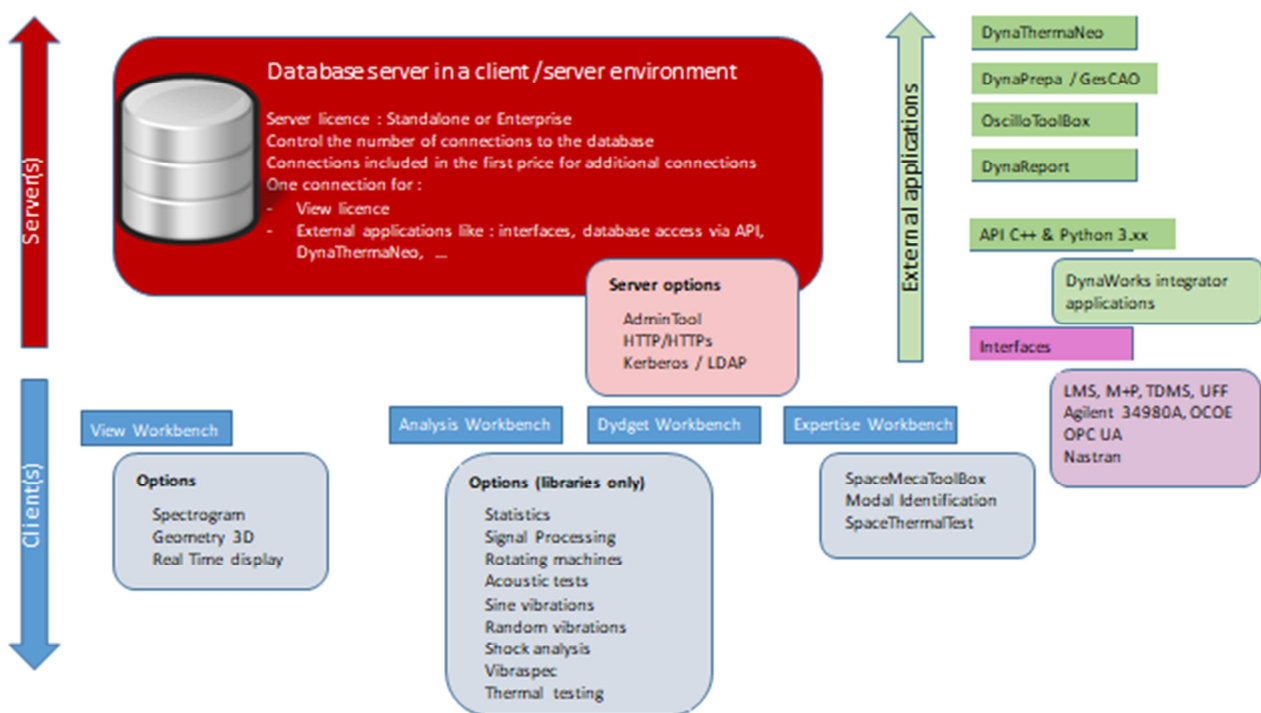 Server(s)
Database server in a client/server environment
Server licence : Standalone or Enterprise
Control the number of connections to the database
Connections included in the first price for additional connections
One connection for :
- View licence
- External applications like : interfaces, database access via API,
DynaThermaNeo, ...
Server options
AdminTool
HTTP/HTTPs
Kerberos / LDAP
External applications
DynaThermaNeo
DynaPrepa / GesCAO
OscilloToolBox
DynaReport
API C++ & Python 3.xx
DynaWorks integrator
applications
Interfaces
LMS, M+P, TDMS, UFF
Agilent 34980A, OCOE
OPC UA
Nastran
Client(s)
View Workbench
Options
Spectrogram
Geometry 3D
Real Time display
Analysis Workbench
Dydget Workbench
Options (libraries only)
Statistics
Signal Processing
Rotating machines
Acoustic tests
Sine vibrations
Random vibrations
Shock analysis
Vibraspec
Thermal testing
Expertise Workbench
SpaceMecaToolBox
Modal Identification
SpaceThermalTest